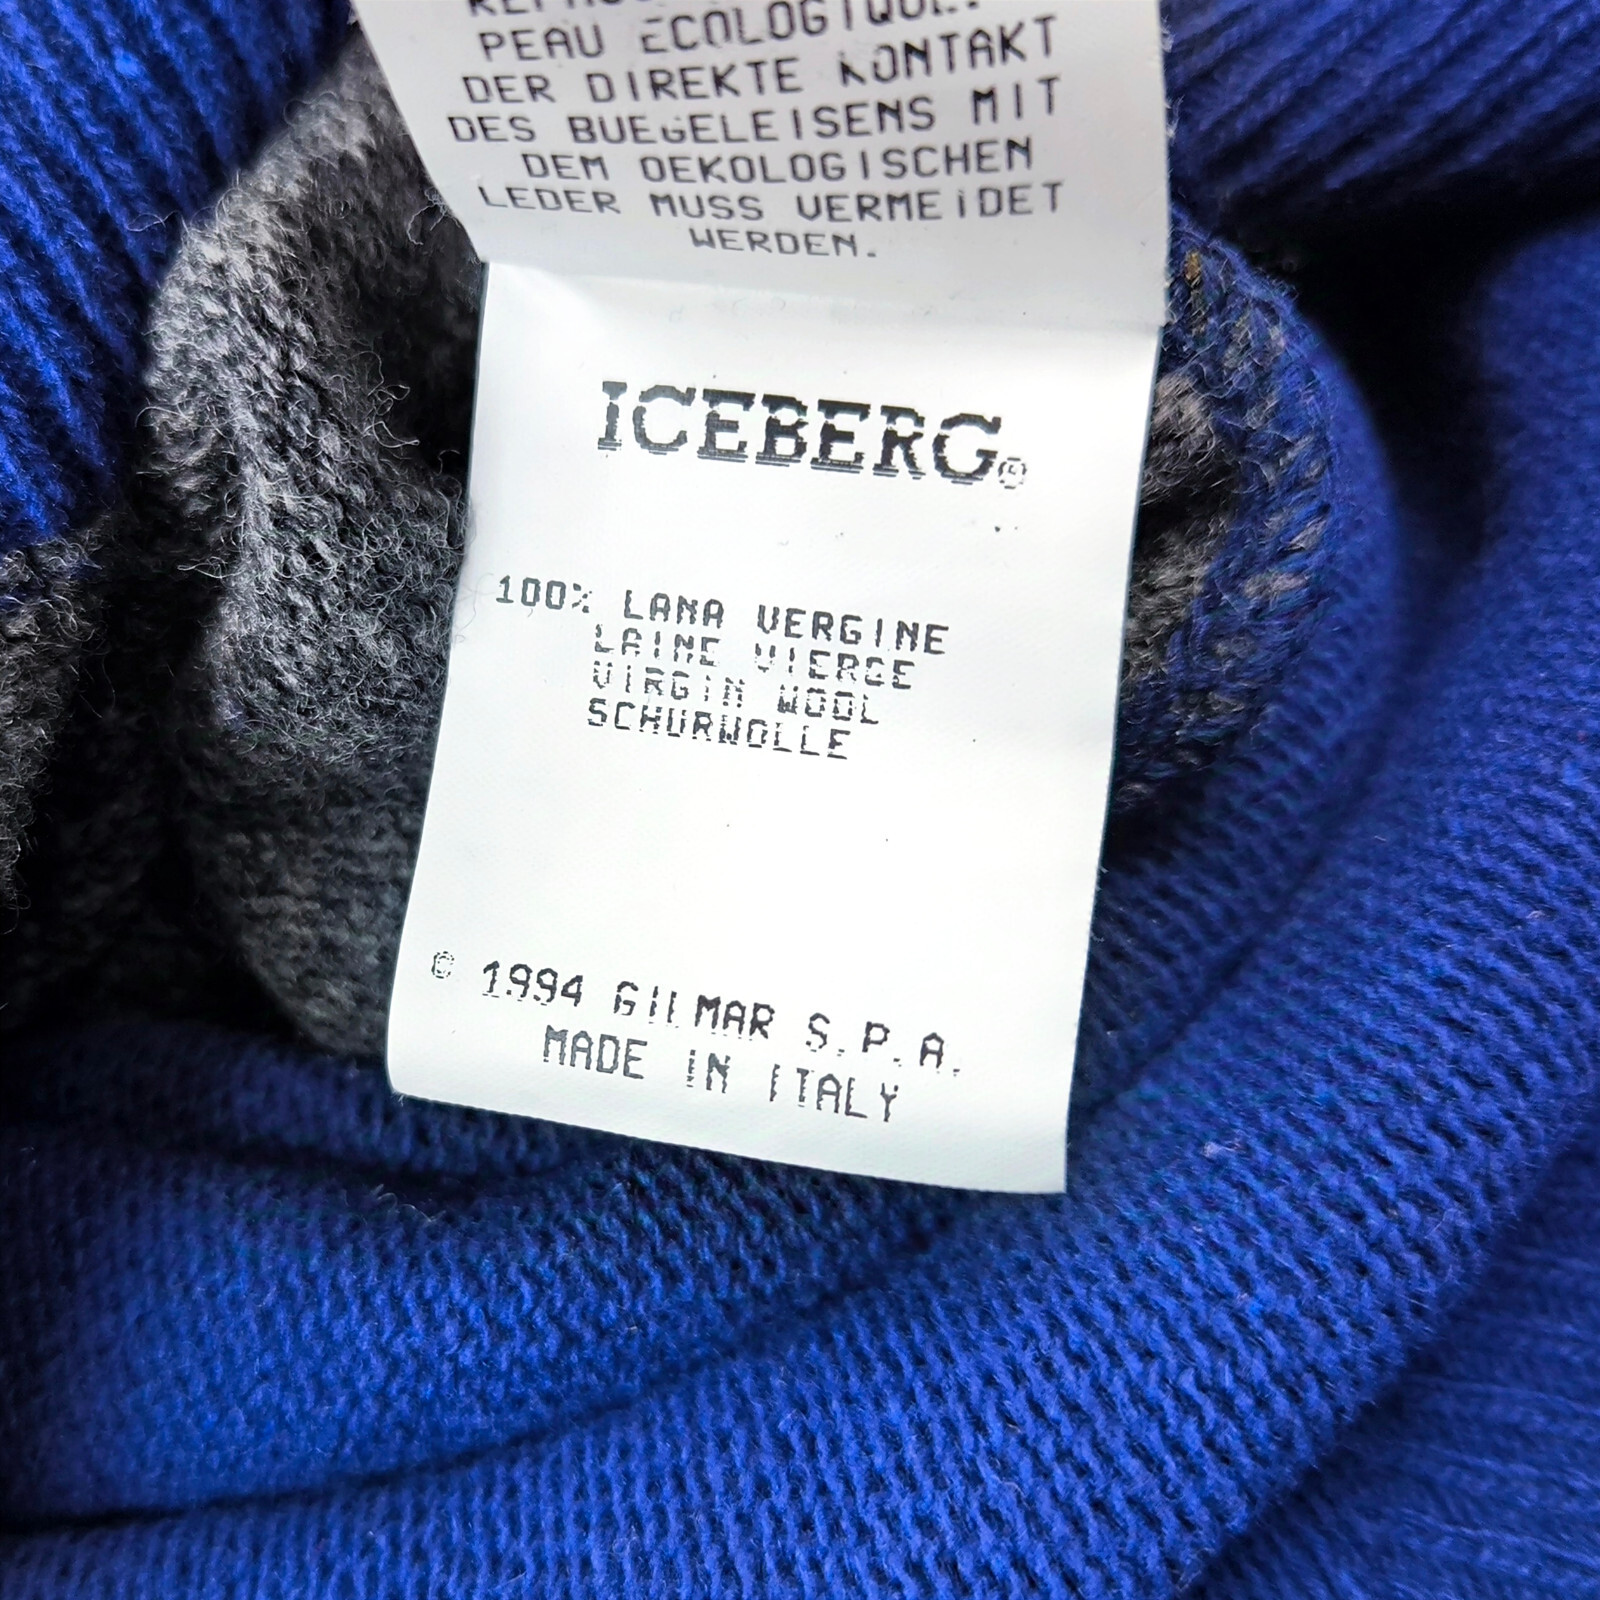 PEAU ECOLOGIQUE.
DER DIREKTE KONTAKT
DES BUEGELEISENS MIT
DEM OEKOLOGISCHEN
LEDER MUSS VERMEIDET
WERDEN.
ICEBERG®
100% LANA VERGINE
LAINE VIERGE
VIRGIN WOOL
SCHURWOLLE
© 1994 GILMAR S.P.A.
MADE IN ITALY